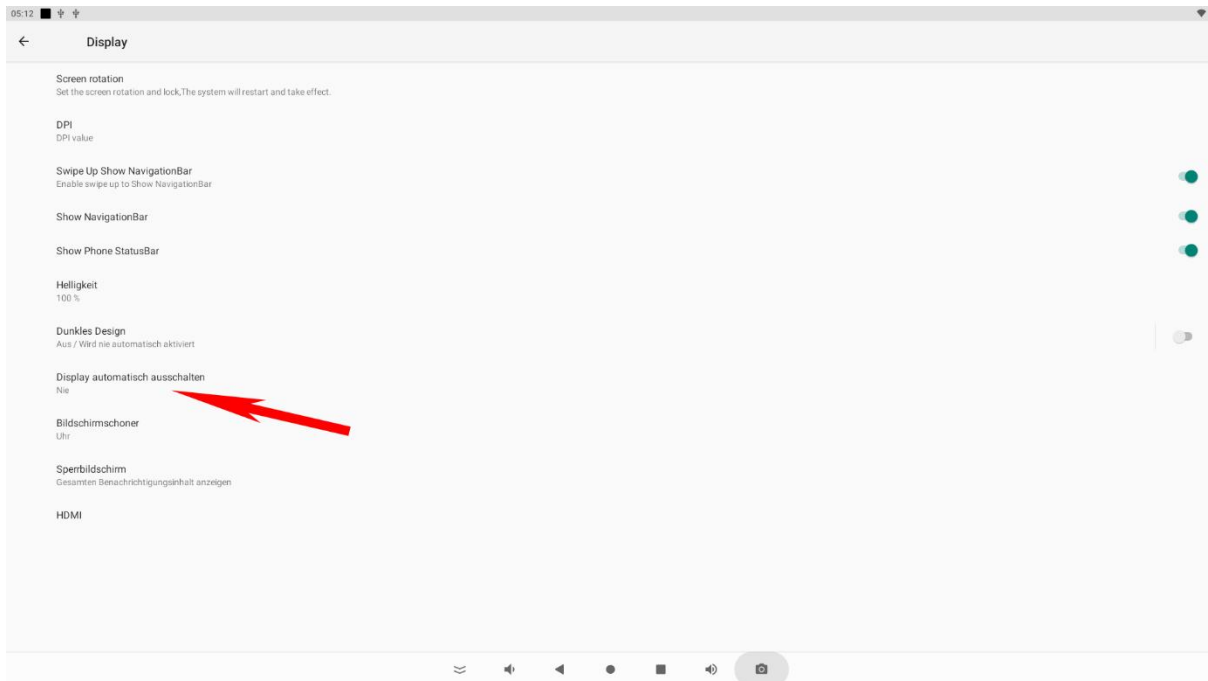 05:12
Display
Screen rotation
Set the screen rotation and lock,The system will restart and take effect.
DPI
DPI value
Swipe Up Show NavigationBar
Enable swipe up to Show NavigationBar
Show NavigationBar
Show Phone StatusBar
Helligkeit
100 %
Dunkles Design
Aus / Wird nie automatisch aktiviert
Display automatisch ausschalten
Nie
Bildschirmschoner
Uhr
Sperrbildschirm
Gesamten Benachrichtigungsinhalt anzeigen
HDMI